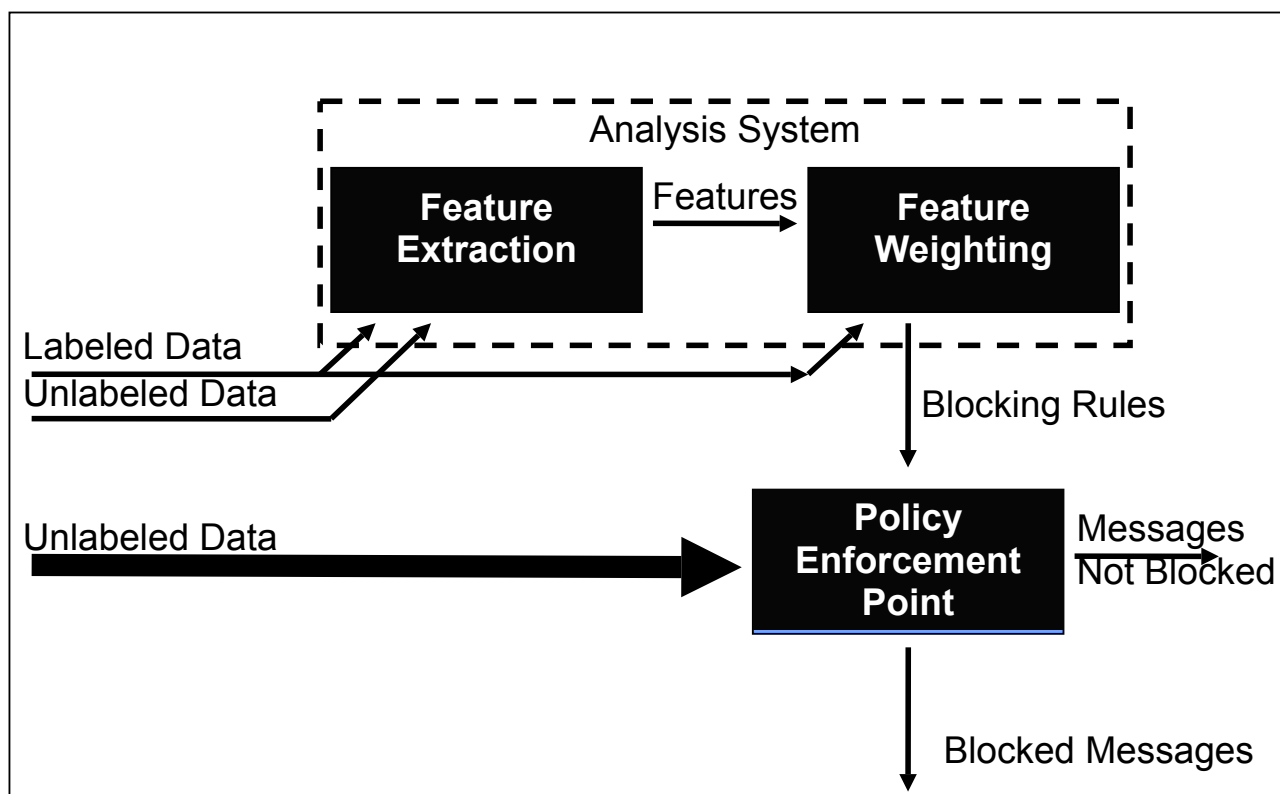 Analysis System
Feature
Extraction
Features
Feature
Weighting
Labeled Data
Unlabeled Data
Blocking Rules
Unlabeled Data
Policy
Enforcement
Point
Messages
Not Blocked
Blocked Messages